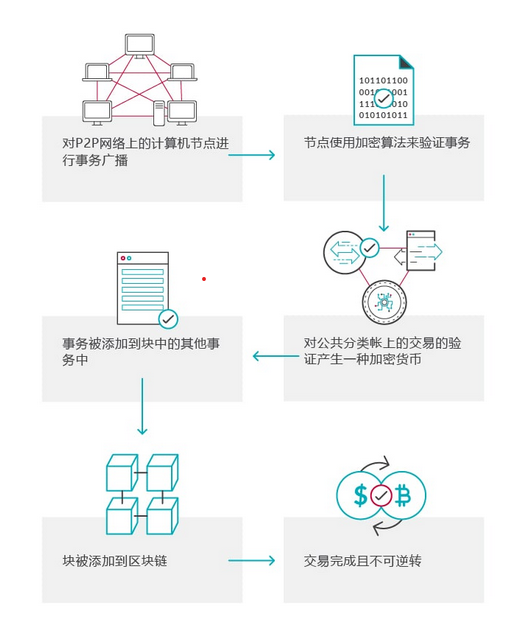 101101100
001
010
010101011
对P2P网络上的计算机节点进
行事务广播
节点使用加密算法来验证事务
对公共分类帐上的交易的验
证产生一种加密货币
事务被添加到块中的其他事
务中
块被添加到区块链
$ ₿
交易完成且不可逆转